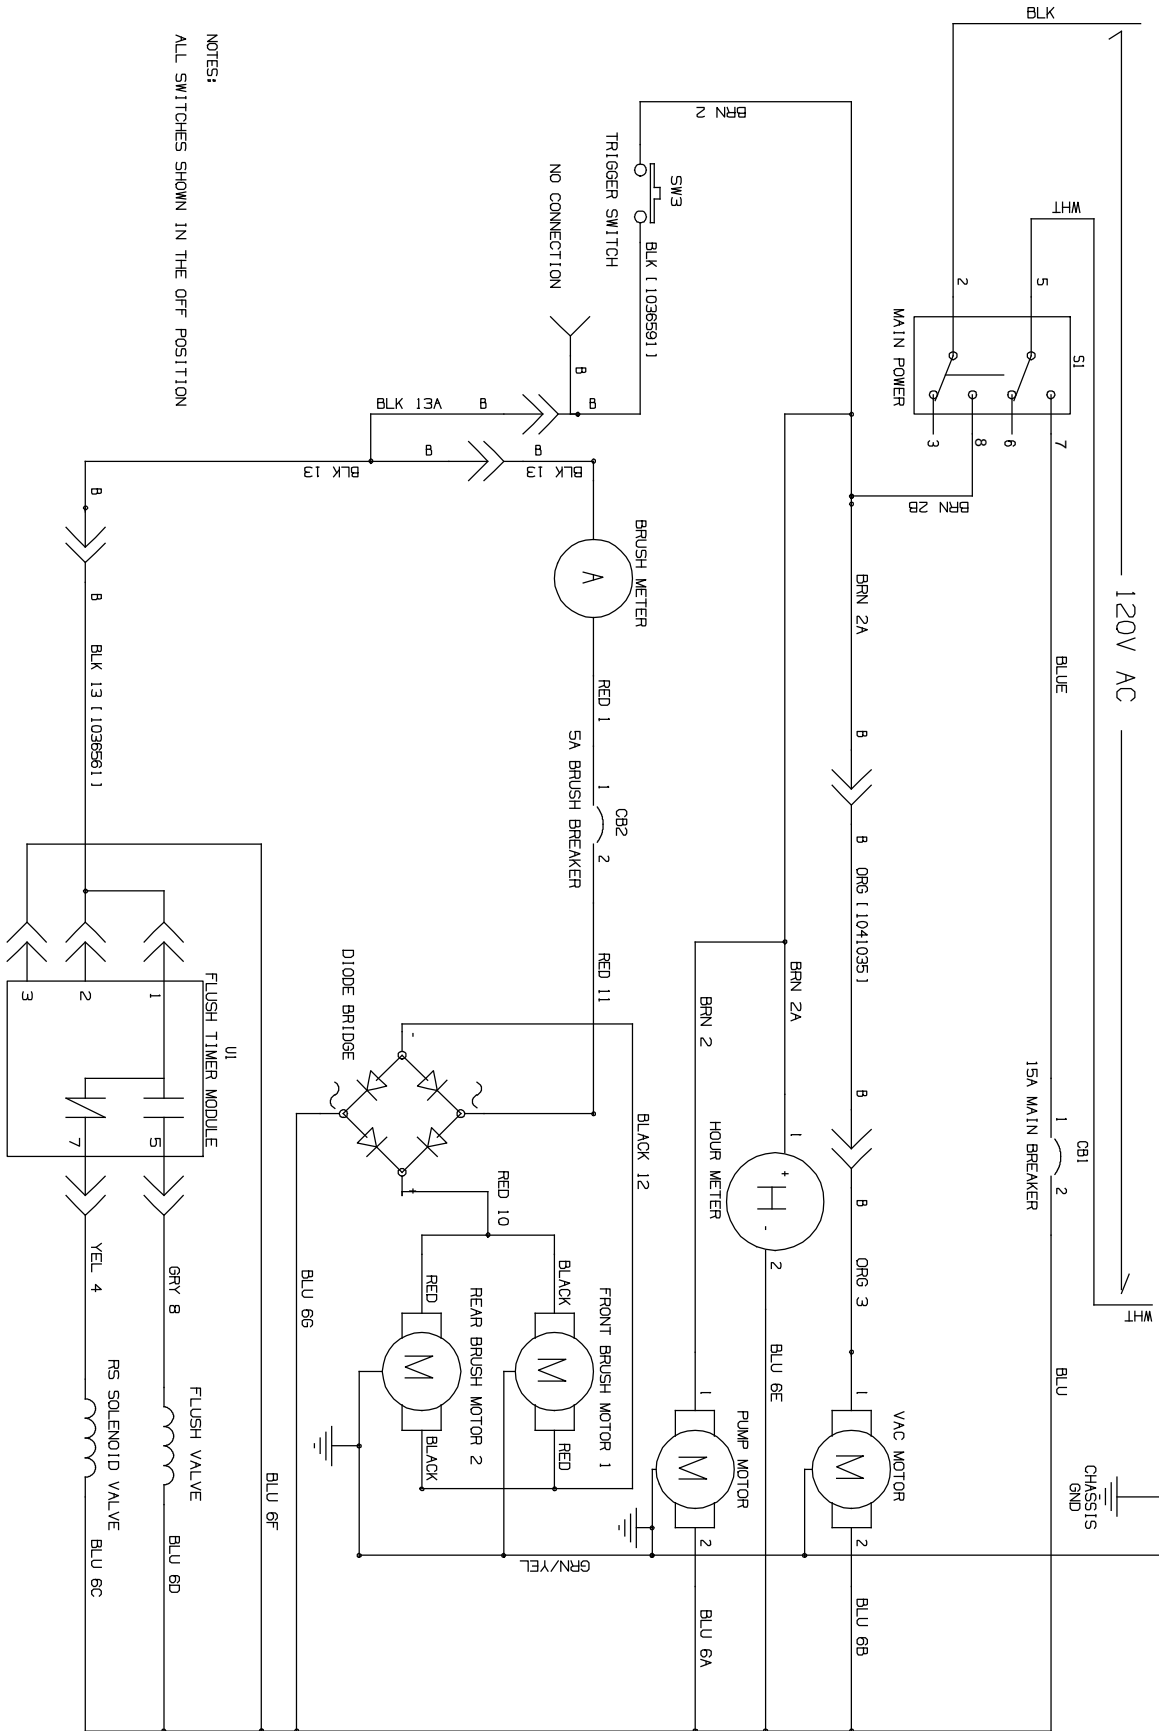 BLK
120V AC
WHT
WHT
2
5
S1
MAIN POWER
3
8
6
7
BRN 2
BRN 2B
BLUE
1
CB1
2
15A MAIN BREAKER
BLU
CHASSIS
GND
SW3
TRIGGER SWITCH
BLK [1036591]
NO CONNECTION
B
B
B
BLK 13A
B
B
BLK 13
BLK 13
BRN 2A
B
B
ORG [1041035]
B
B
ORG 3
1
VAC MOTOR
M
2
BLU 6B
BRN 2A
1
+
H
-
2
HOUR METER
BLU 6E
BRN 2
1
PUMP MOTOR
M
2
BLU 6A
GRN/YEL
BRUSH METER
A
RED 1
1
CB2
2
5A BRUSH BREAKER
RED 11
DIODE BRIDGE
-
+
BLACK 12
RED 10
BLACK
FRONT BRUSH MOTOR 1
M
RED
RED
REAR BRUSH MOTOR 2
M
BLACK
BLU 6G
B
B
BLK 13 [1036561]
U1
FLUSH TIMER MODULE
1
2
3
5
7
GRY 8
FLUSH VALVE
BLU 6D
YEL 4
RS SOLENOID VALVE
BLU 6C
BLU 6F
NOTES:
ALL SWITCHES SHOWN IN THE OFF POSITION